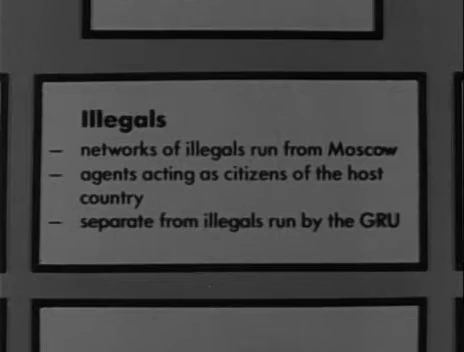 Illegals
– networks of illegals run from Moscow
– agents acting as citizens of the host
country
– separate from illegals run by the GRU